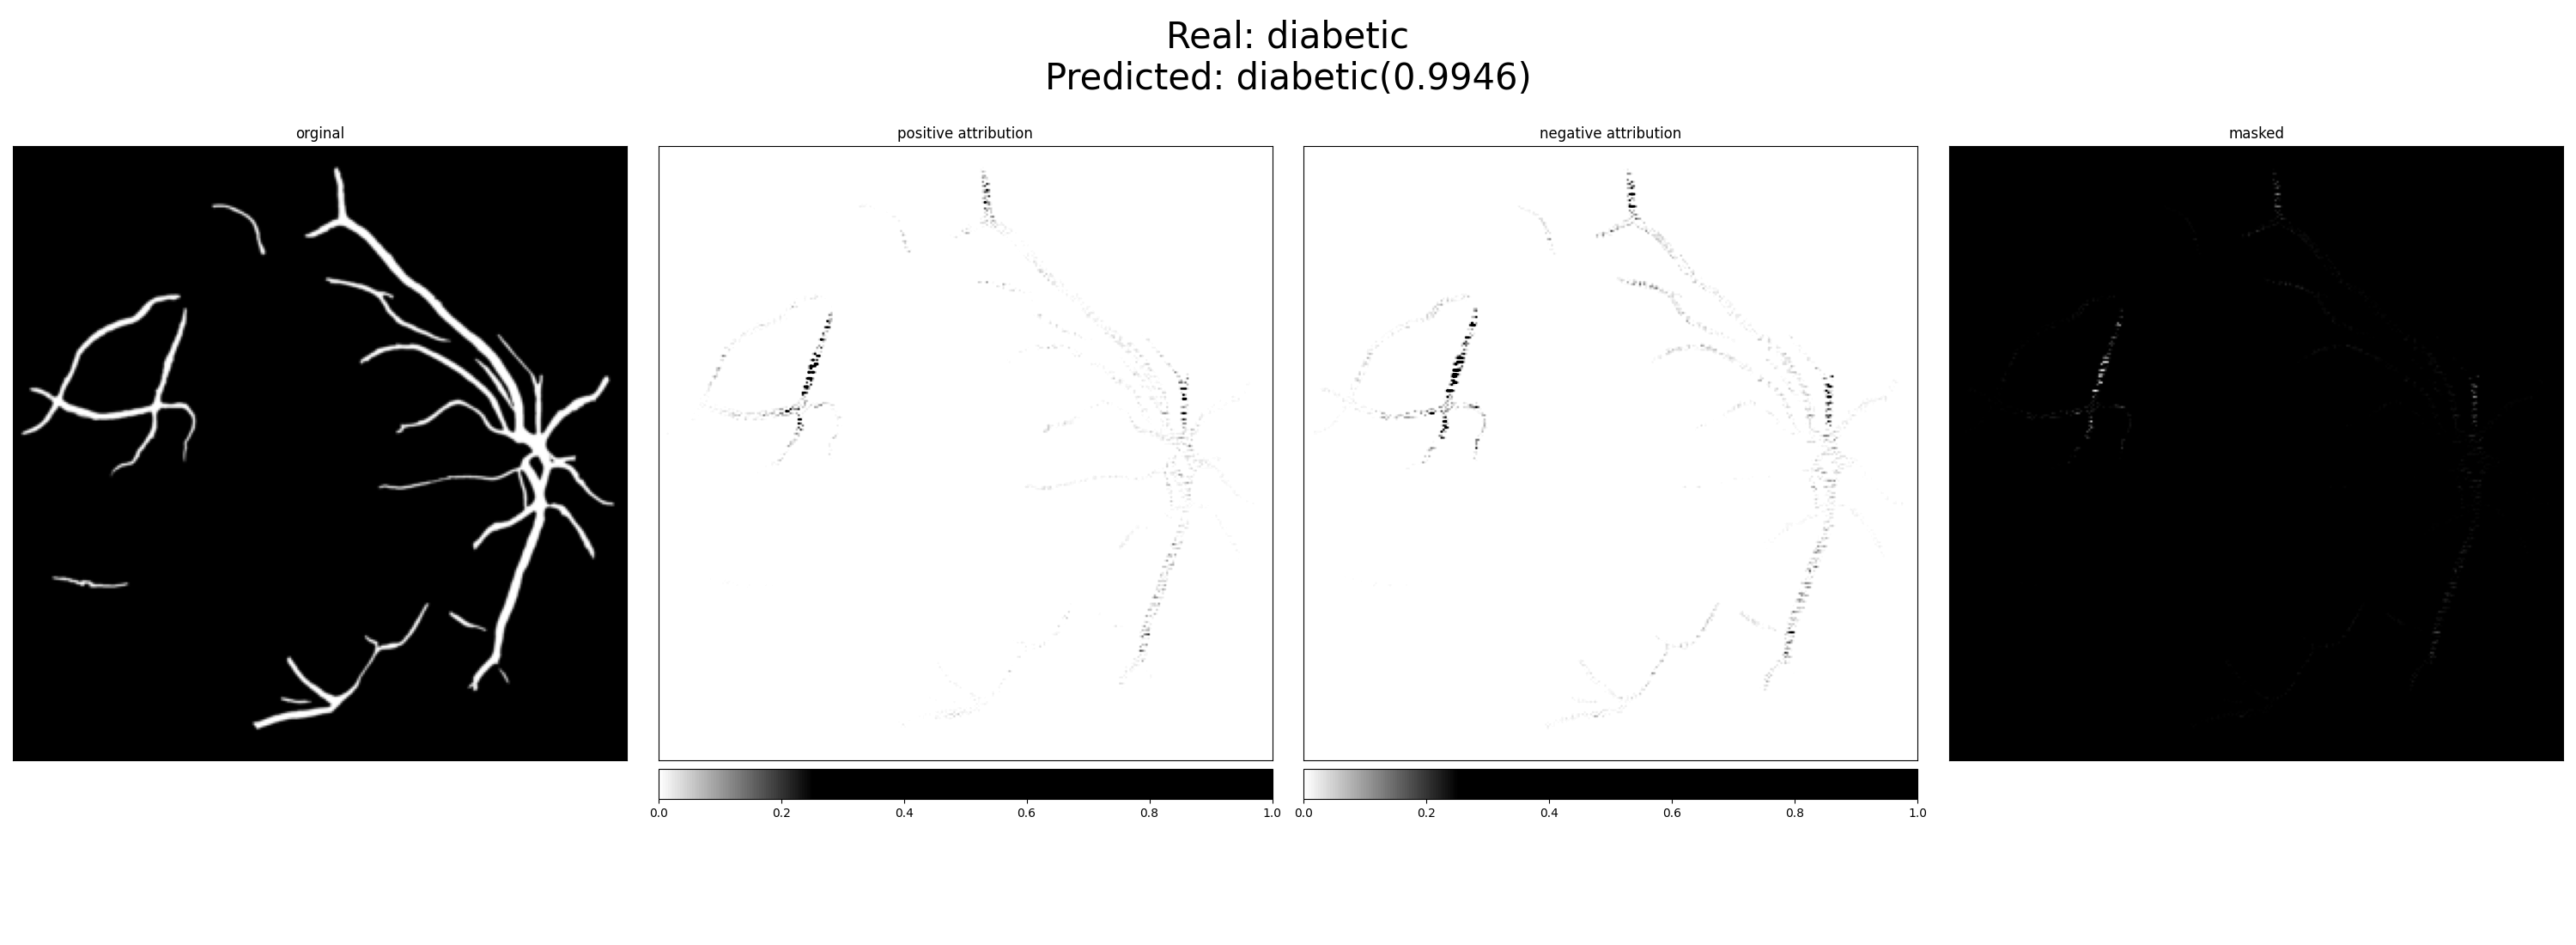 Real: diabetic
Predicted: diabetic(0.9946)
orginal
positive attribution
negative attribution
masked
0.0 0.2 0.4 0.6 0.8 1.0
0.0 0.2 0.4 0.6 0.8 1.0